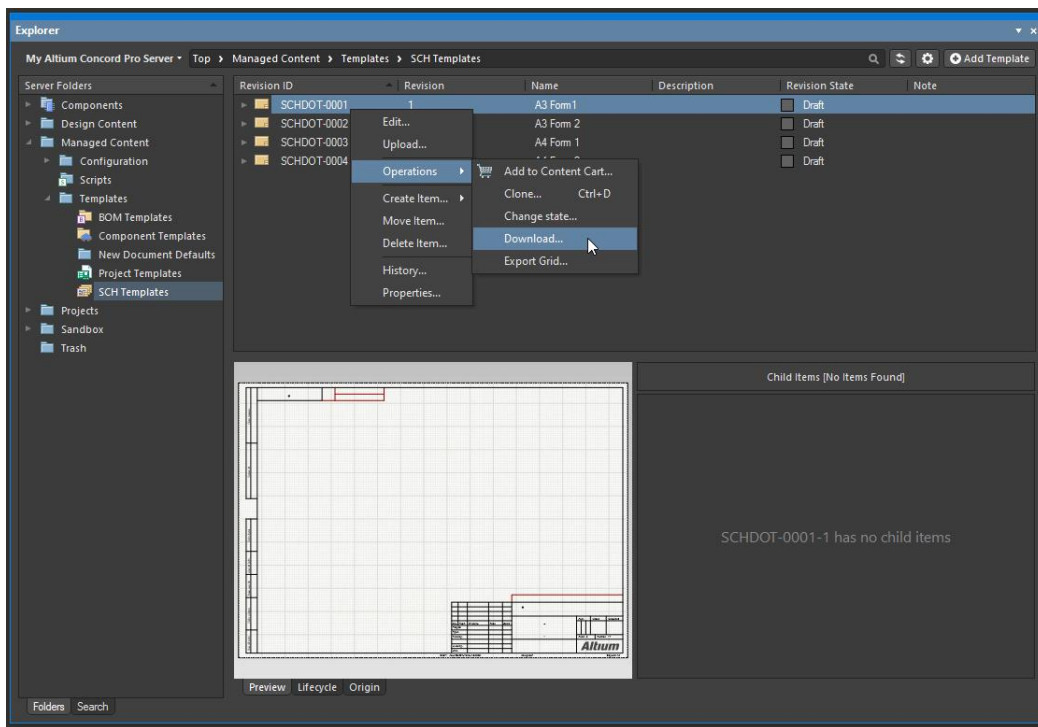 Explorer
My Altium Concord Pro Server Top Managed Content Templates SCH Templates Add Template
Server Folders
Components
Design Content
Managed Content
Configuration
Scripts
Templates
BOM Templates
Component Templates
New Document Defaults
Project Templates
SCH Templates
Projects
Sandbox
Trash
Revision ID Revision Name Description Revision State Note
SCHDOT-0001 1 A3 Form1 Draft
SCHDOT-0002 A3 Form 2 Draft
SCHDOT-0003 A4 Form 1 Draft
SCHDOT-0004 Draft
Edit...
Upload...
Operations
Create Item...
Move Item...
Delete Item...
History...
Properties...
Add to Content Cart...
Clone... Ctrl+D
Change state...
Download...
Export Grid...
Altium
Child Items [No Items Found]
SCHDOT-0001-1 has no child items
Preview Lifecycle Origin
Folders Search